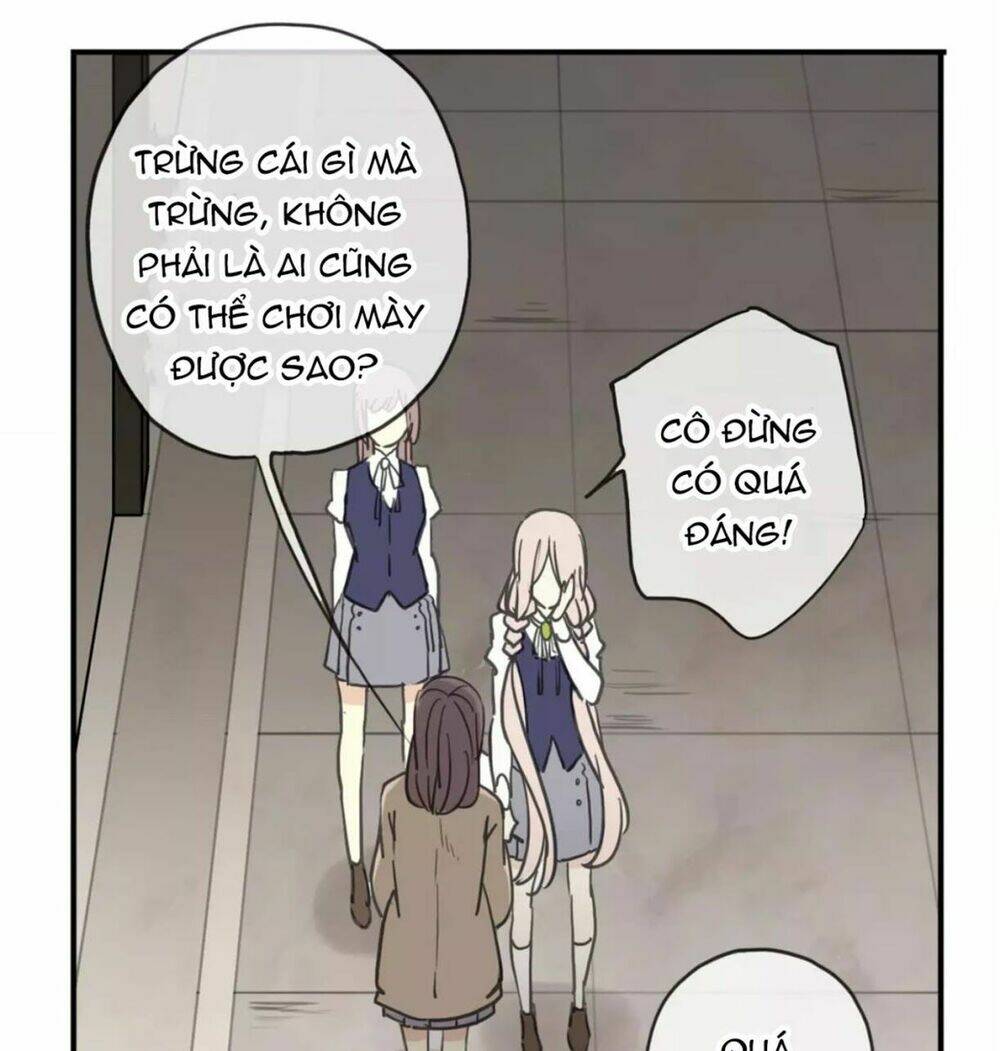 TRỪNG CÁI GÌ MÀ
TRỪNG, KHÔNG
PHẢI LÀ AI CŨNG
CÓ THỂ CHƠI MÀY
ĐƯỢC SAO?
CÔ ĐỪNG
CÓ QUÁ
ĐÁNG!
QUÁ